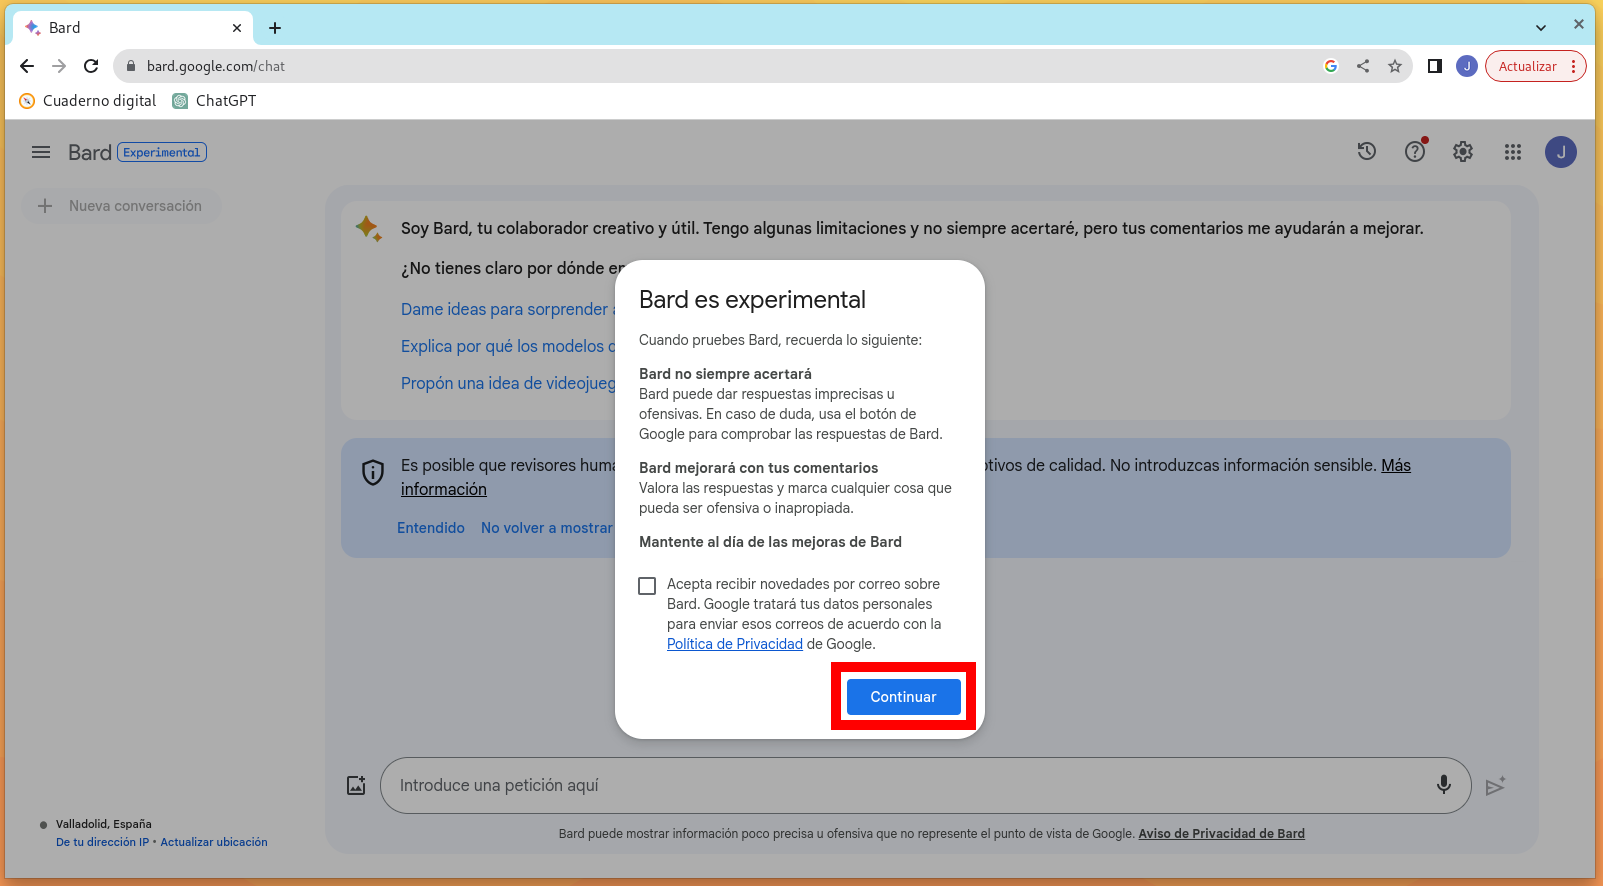 Bard
bard.google.com/chat
J
Actualizar
Cuaderno digital
ChatGPT
Bard
Experimental
J
Nueva conversación
Soy Bard, tu colaborador creativo y útil. Tengo algunas limitaciones y no siempre acertaré, pero tus comentarios me ayudarán a mejorar.
¿No tienes claro por dónde
Dame ideas para sorprender
Explica por qué los modelos
Propón una idea de
Bard es experimental
Cuando pruebes Bard, recuerda lo siguiente:
Bard no siempre acertará
Bard puede dar respuestas imprecisas u
ofensivas. En caso de duda, usa el botón de
Google para comprobar las respuestas de Bard.
Bard mejorará con tus comentarios
Valora las respuestas y marca cualquier cosa que
pueda ser ofensiva o inapropiada.
Mantente al día de las mejoras de Bard
Acepta recibir novedades por correo sobre
Bard. Google tratará tus datos personales
para enviar esos correos de acuerdo con la
Política de Privacidad de Google.
Continuar
Es posible que revisores
de calidad. No introduzcas información sensible. Más
información
Entendido
No volver a mostrar
Introduce una petición aquí
Bard puede mostrar información poco precisa u ofensiva que no represente el punto de vista de Google. Aviso de Privacidad de Bard
Valladolid, España
De tu dirección IP • Actualizar ubicación